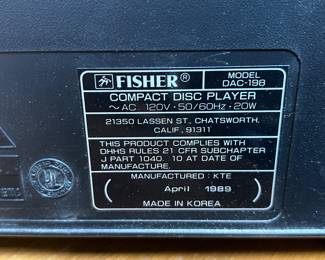 FISHER®
MODEL
DAC-198
COMPACT DISC PLAYER
~ AC 120V · 50/60Hz · 20W
21350 LASSEN ST., CHATSWORTH,
CALIF. 91311
THIS PRODUCT COMPLIES WITH
DHHS RULES 21 CFR SUBCHAPTER
J PART 1040. 10 AT DATE OF
MANUFACTURE.
MANUFACTURED : KTE
April 1989
MADE IN KOREA